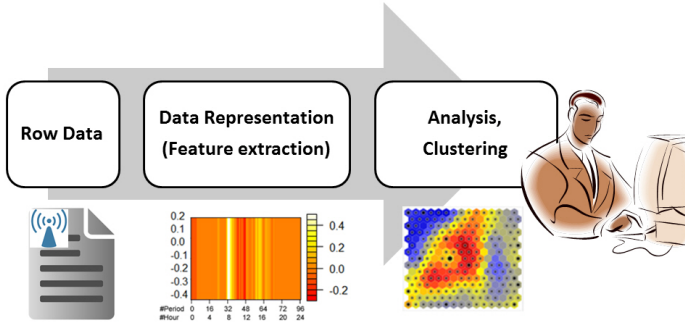 Row Data
Data Representation
(Feature extraction)
Analysis,
Clustering
0.2
0.1
0.0
-0.1
-0.2
-0.3
-0.4
0.4
0.2
0.0
-0.2
#Period 0 16 32 48 64 72 96
#Hour 0 4 8 12 16 20 24